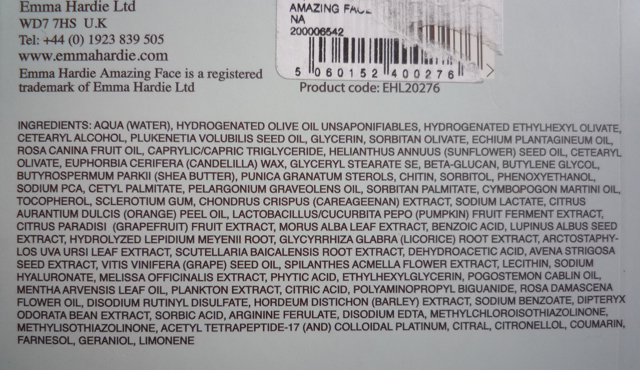 Emma Hardie Ltd
WD7 7HS U.K
Tel: +44 (0) 1923 839 505
www.emmahardie.com
Emma Hardie Amazing Face is a registered
trademark of Emma Hardie Ltd
AMAZING
NA
200006542
5 060152 400276 >
Product code: EHL20276
INGREDIENTS: AQUA (WATER), HYDROGENATED OLIVE OIL UNSAPONIFIABLES, HYDROGENATED ETHYLHEXYL OLIVATE,
CETEARYL ALCOHOL, PLUKENETIA VOLUBILIS SEED OIL, GLYCERIN, SORBITAN OLIVATE, ECHIUM PLANTAGINEUM OIL,
ROSA CANINA FRUIT OIL, CAPRYLIC/CAPRIC TRIGLYCERIDE, HELIANTHUS ANNUUS (SUNFLOWER) SEED OIL, CETEARYL
OLIVATE, EUPHORBIA CERIFERA (CANDELILLA) WAX, GLYCERYL STEARATE SE, BETA-GLUCAN, BUTYLENE GLYCOL,
BUTYROSPERMUM PARKII (SHEA BUTTER), PUNICA GRANATUM STEROLS, CHITIN, SORBITOL, PHENOXYETHANOL,
SODIUM PCA, CETYL PALMITATE, PELARGONIUM GRAVEOLENS OIL, SORBITAN PALMITATE, CYMBOPOGON MARTINI OIL,
TOCOPHEROL, SCLEROTIUM GUM, CHONDRUS CRISPUS (CAREAGEENAN) EXTRACT, SODIUM LACTATE, CITRUS
AURANTIUM DULCIS (ORANGE) PEEL OIL, LACTOBACILLUS/CUCURBITA PEPO (PUMPKIN) FRUIT FERMENT EXTRACT,
CITRUS PARADISI (GRAPEFRUIT) FRUIT EXTRACT, MORUS ALBA LEAF EXTRACT, BENZOIC ACID, LUPINUS ALBUS SEED
EXTRACT, HYDROLYZED LEPIDIUM MEYENII ROOT, GLYCYRRHIZA GLABRA (LICORICE) ROOT EXTRACT, ARCTOSTAPHY-
LOS UVA URSI LEAF EXTRACT, SCUTELLARIA BAICALENSIS ROOT EXTRACT, DEHYDROACETIC ACID, AVENA STRIGOSA
SEED EXTRACT, VITIS VINIFERA (GRAPE) SEED OIL, SPILANTHES ACMELLA FLOWER EXTRACT, LECITHIN, SODIUM
HYALURONATE, MELISSA OFFICINALIS EXTRACT, PHYTIC ACID, ETHYLHEXYLGLYCERIN, POGOSTEMON CABLIN OIL,
MENTHA ARVENSIS LEAF OIL, PLANKTON EXTRACT, CITRIC ACID, POLYAMINOPROPYL BIGUANIDE, ROSA DAMASCENA
FLOWER OIL, DISODIUM RUTINYL DISULFATE, HORDEUM DISTICHON (BARLEY) EXTRACT, SODIUM BENZOATE, DIPTERYX
ODORATA BEAN EXTRACT, SORBIC ACID, ARGININE FERULATE, DISODIUM EDTA, METHYLCHLOROISOTHIAZOLINONE,
METHYLISOTHIAZOLINONE, ACETYL TETRAPEPTIDE-17 (AND) COLLOIDAL PLATINUM, CITRAL, CITRONELLOL, COUMARIN,
FARNESOL, GERANIOL, LIMONENE